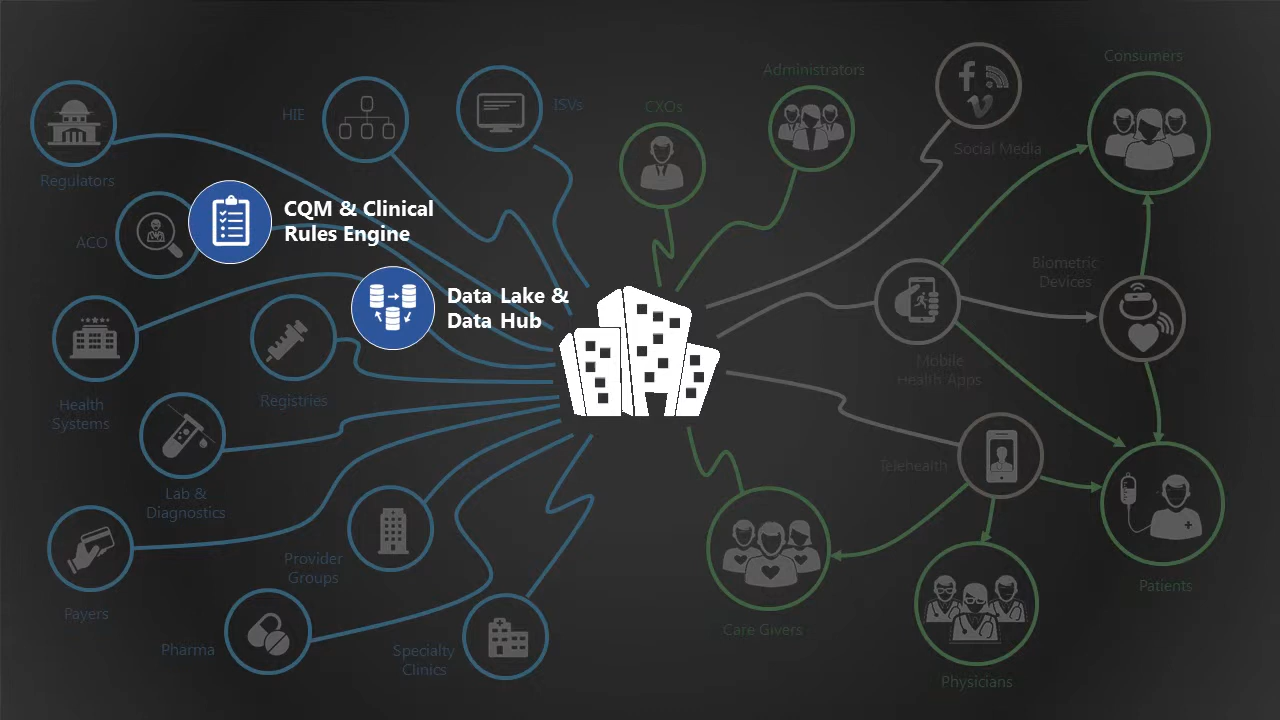 Consumers
Administrators
CXOs
ISVs
HIE
Social Media
Regulators
CQM & Clinical
Rules Engine
ACO
Biometric
Devices
Data Lake &
Data Hub
Mobile
Health Apps
Registries
Health
Systems
Telehealth
Lab &
Diagnostics
Provider
Groups
Patients
Payers
Care Givers
Pharma
Specialty
Clinics
Physicians